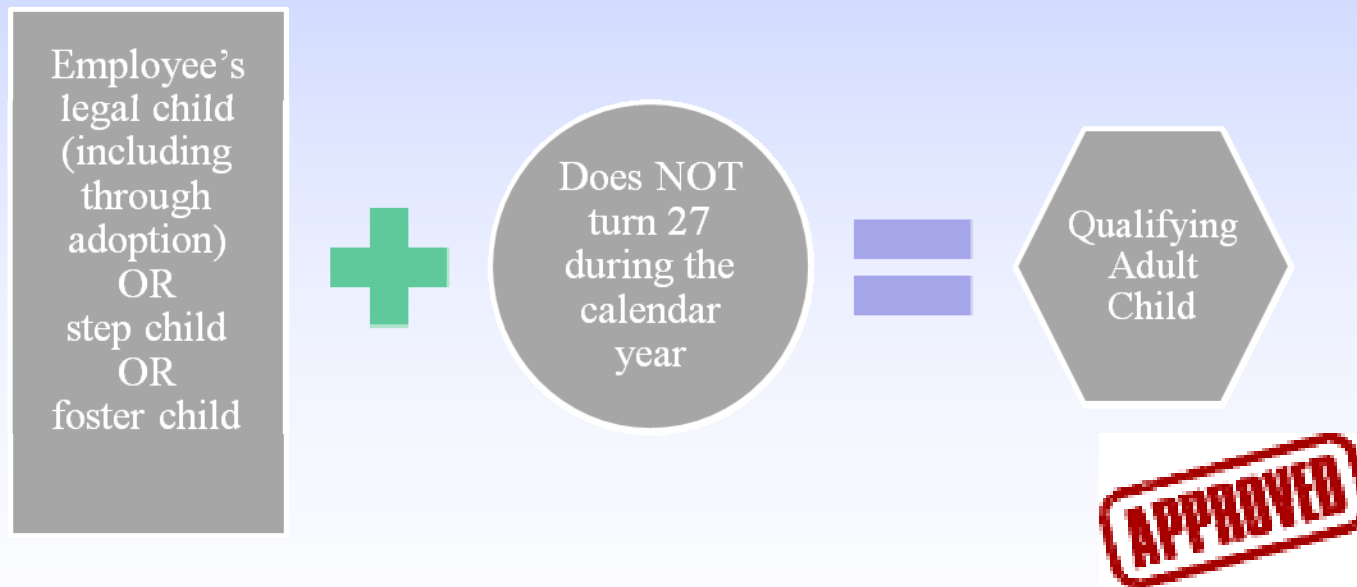 Employee’s
legal child
(including
through
adoption)
OR
step child
OR
foster child
Does NOT
turn 27
during the
calendar
year
Qualifying
Adult
Child
APPROVED